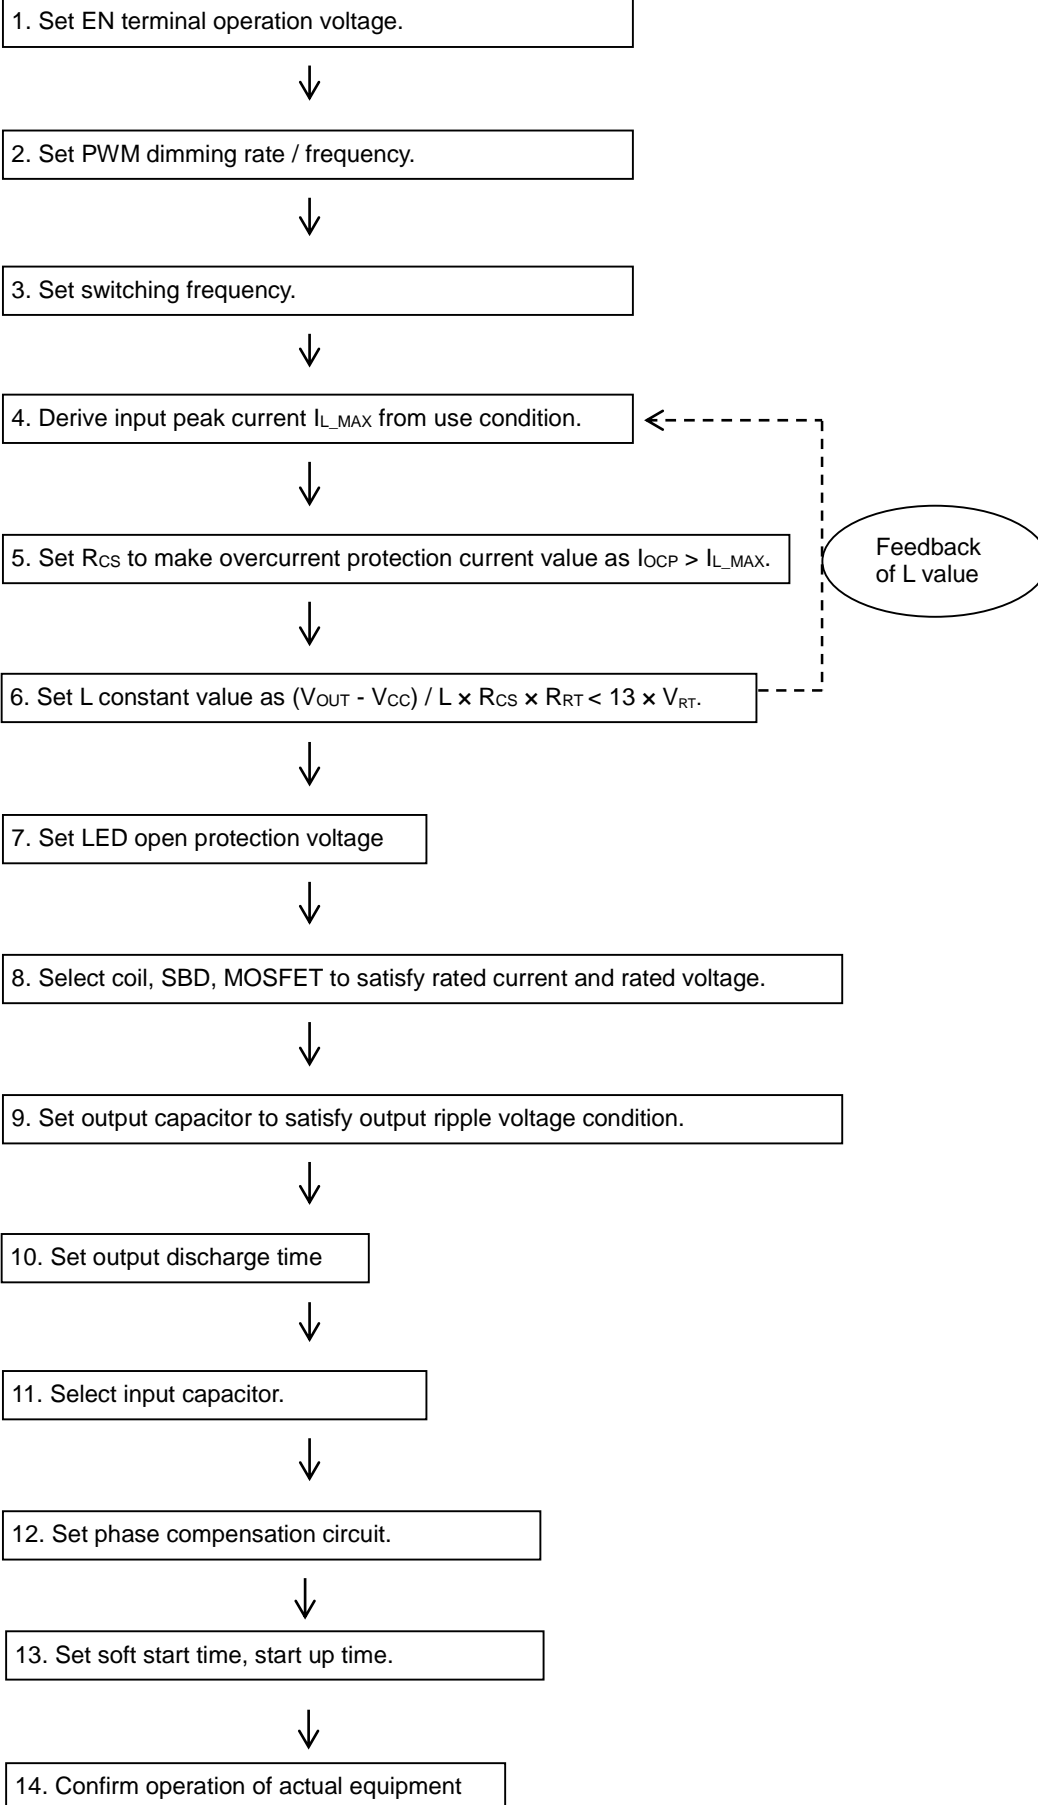 1. Set EN terminal operation voltage.
2. Set PWM dimming rate / frequency.
3. Set switching frequency.
4. Derive input peak current IL_MAX from use condition.
5. Set RCS to make overcurrent protection current value as IOCP > IL_MAX.
Feedback
of L value
6. Set L constant value as (VOUT - VCC) / L × RCS × RRT < 13 × VRT.
7. Set LED open protection voltage
8. Select coil, SBD, MOSFET to satisfy rated current and rated voltage.
9. Set output capacitor to satisfy output ripple voltage condition.
10. Set output discharge time
11. Select input capacitor.
12. Set phase compensation circuit.
13. Set soft start time, start up time.
14. Confirm operation of actual equipment